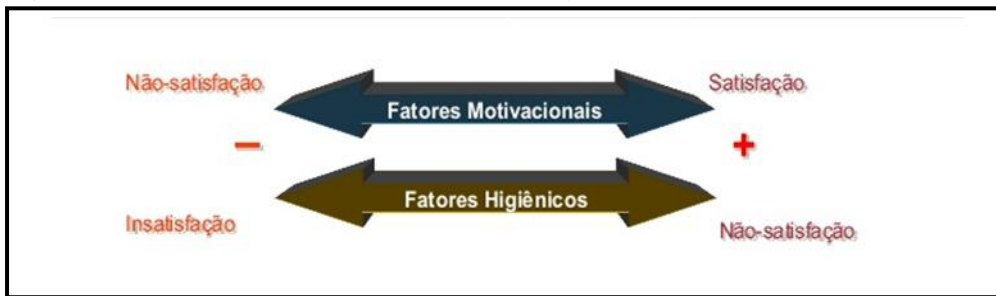 Não-satisfação
Satisfação
Fatores Motivacionais
–
+
Fatores Higiênicos
Insatisfação
Não-satisfação